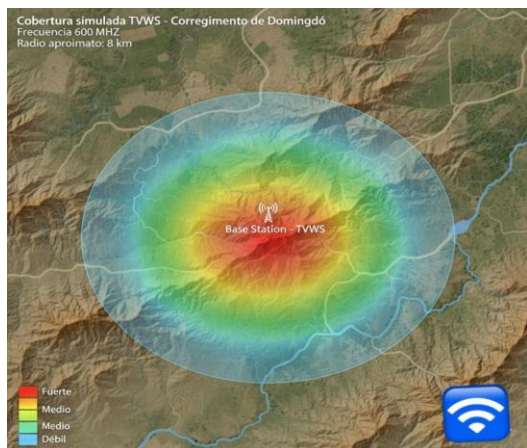 Cobertura simulada TVWS - Corregimento de Domingdó
Frecuencia 600 MHZ
Radio aproimato: 8 km
Base Station - TVWS
Fuerte
Medio
Medio
Débil